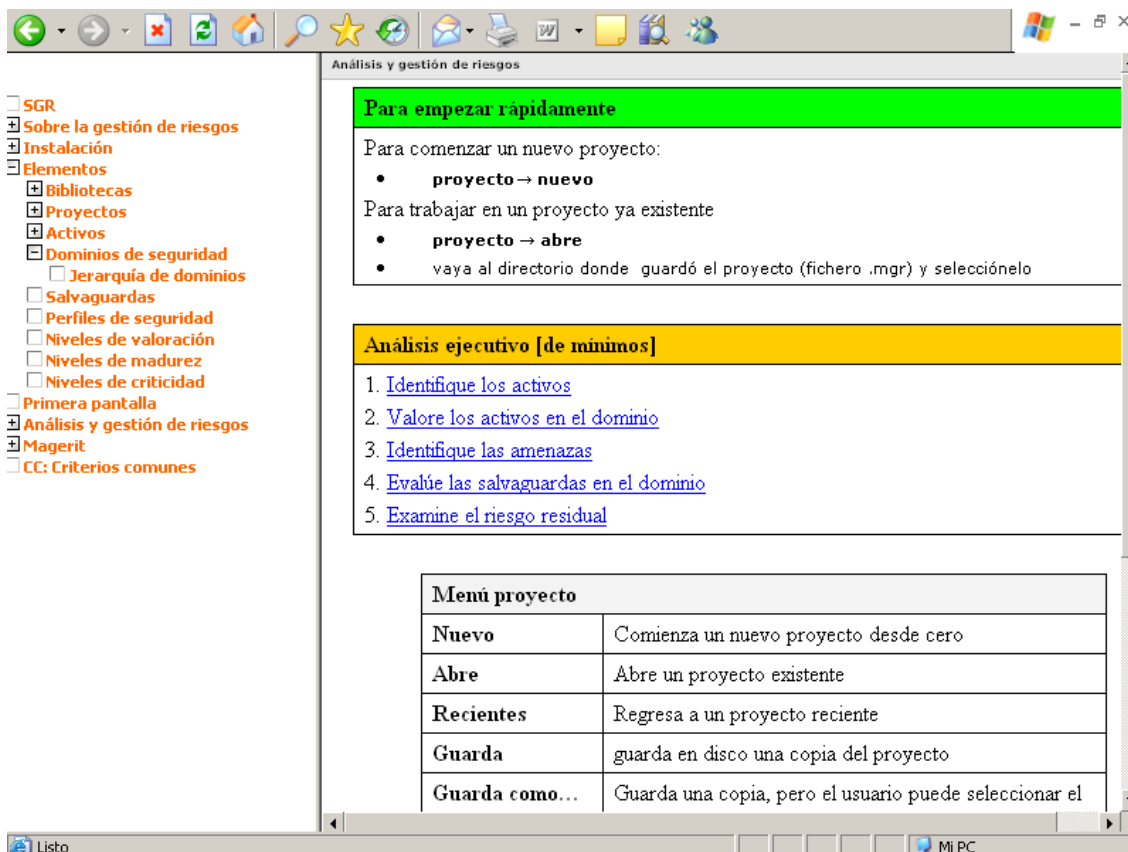 Análisis y gestión de riesgos
SGR
Sobre la gestión de riesgos
Instalación
Elementos
Bibliotecas
Proyectos
Activos
Dominios de seguridad
Jerarquía de dominios
Salvaguardas
Perfiles de seguridad
Niveles de valoración
Niveles de madurez
Niveles de criticidad
Primera pantalla
Análisis y gestión de riesgos
Magerit
CC: Criterios comunes
Para empezar rápidamente
Para comenzar un nuevo proyecto:
• proyecto → nuevo
Para trabajar en un proyecto ya existente
• proyecto → abre
• vaya al directorio donde guardó el proyecto (fichero .mgr) y selecciónelo
Análisis ejecutivo [de mínimos]
1. Identifique los activos
2. Valore los activos en el dominio
3. Identifique las amenazas
4. Evalúe las salvaguardas en el dominio
5. Examine el riesgo residual
Menú proyecto
Nuevo Comienza un nuevo proyecto desde cero
Abre Abre un proyecto existente
Recientes Regresa a un proyecto reciente
Guarda guarda en disco una copia del proyecto
Guarda como... Guarda una copia, pero el usuario puede seleccionar el
Listo Mi PC